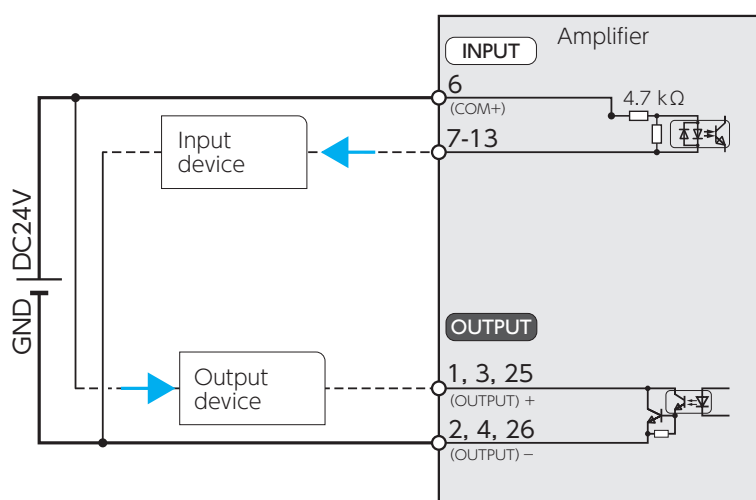 Amplifier
INPUT
6
(COM+)
4.7 kΩ
7-13
Input
device
DC24V
GND
OUTPUT
Output
device
1, 3, 25
(OUTPUT) +
2, 4, 26
(OUTPUT) −